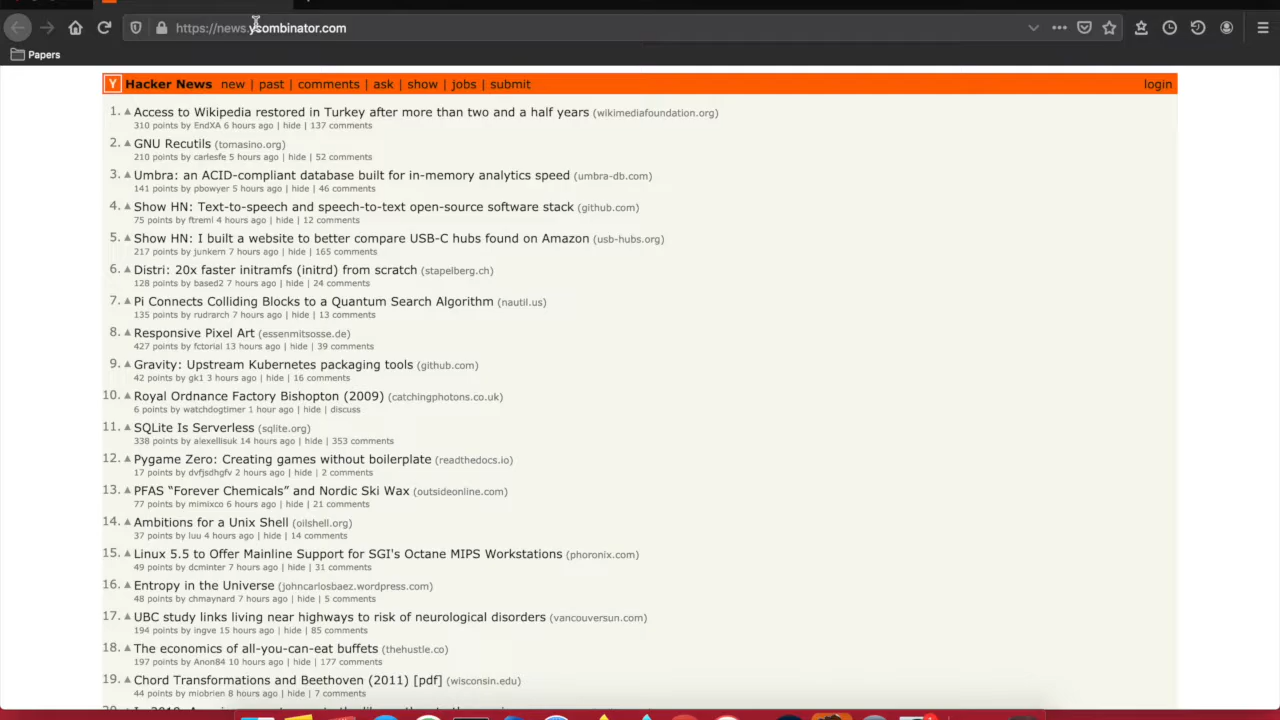 https://news.ycombinator.com
Papers
Y Hacker News new | past | comments | ask | show | jobs | submit login
1. Access to Wikipedia restored in Turkey after more than two and a half years (wikimediafoundation.org)
310 points by EndXA 6 hours ago | hide | 137 comments
2. GNU Recutils (tomasino.org)
210 points by carlesfe 5 hours ago | hide | 52 comments
3. Umbra: an ACID-compliant database built for in-memory analytics speed (umbra-db.com)
141 points by pbowyer 5 hours ago | hide | 46 comments
4. Show HN: Text-to-speech and speech-to-text open-source software stack (github.com)
75 points by ftreml 4 hours ago | hide | 12 comments
5. Show HN: I built a website to better compare USB-C hubs found on Amazon (usb-hubs.org)
217 points by junkern 7 hours ago | hide | 165 comments
6. Distri: 20x faster initramfs (initrd) from scratch (stapelberg.ch)
128 points by based2 7 hours ago | hide | 24 comments
7. Pi Connects Colliding Blocks to a Quantum Search Algorithm (nautil.us)
135 points by rudrarch 7 hours ago | hide | 13 comments
8. Responsive Pixel Art (essenmitsosse.de)
427 points by fctorial 13 hours ago | hide | 39 comments
9. Gravity: Upstream Kubernetes packaging tools (github.com)
42 points by gk1 3 hours ago | hide | 16 comments
10. Royal Ordnance Factory Bishopton (2009) (catchingphotons.co.uk)
6 points by watchdogtimer 1 hour ago | hide | discuss
11. SQLite Is Serverless (sqlite.org)
338 points by alexellisuk 14 hours ago | hide | 353 comments
12. Pygame Zero: Creating games without boilerplate (readthedocs.io)
17 points by dvfjsdhgfv 2 hours ago | hide | 2 comments
13. PFAS “Forever Chemicals” and Nordic Ski Wax (outsideonline.com)
77 points by mimixco 6 hours ago | hide | 21 comments
14. Ambitions for a Unix Shell (oilshell.org)
37 points by luu 4 hours ago | hide | 14 comments
15. Linux 5.5 to Offer Mainline Support for SGI's Octane MIPS Workstations (phoronix.com)
49 points by dcminter 7 hours ago | hide | 31 comments
16. Entropy in the Universe (johncarlosbaez.wordpress.com)
48 points by chmaynard 7 hours ago | hide | 5 comments
17. UBC study links living near highways to risk of neurological disorders (vancouversun.com)
194 points by ingve 15 hours ago | hide | 85 comments
18. The economics of all-you-can-eat buffets (thehustle.co)
197 points by Anon84 10 hours ago | hide | 177 comments
19. Chord Transformations and Beethoven (2011) [pdf] (wisconsin.edu)
44 points by miobrien 8 hours ago | hide | 7 comments